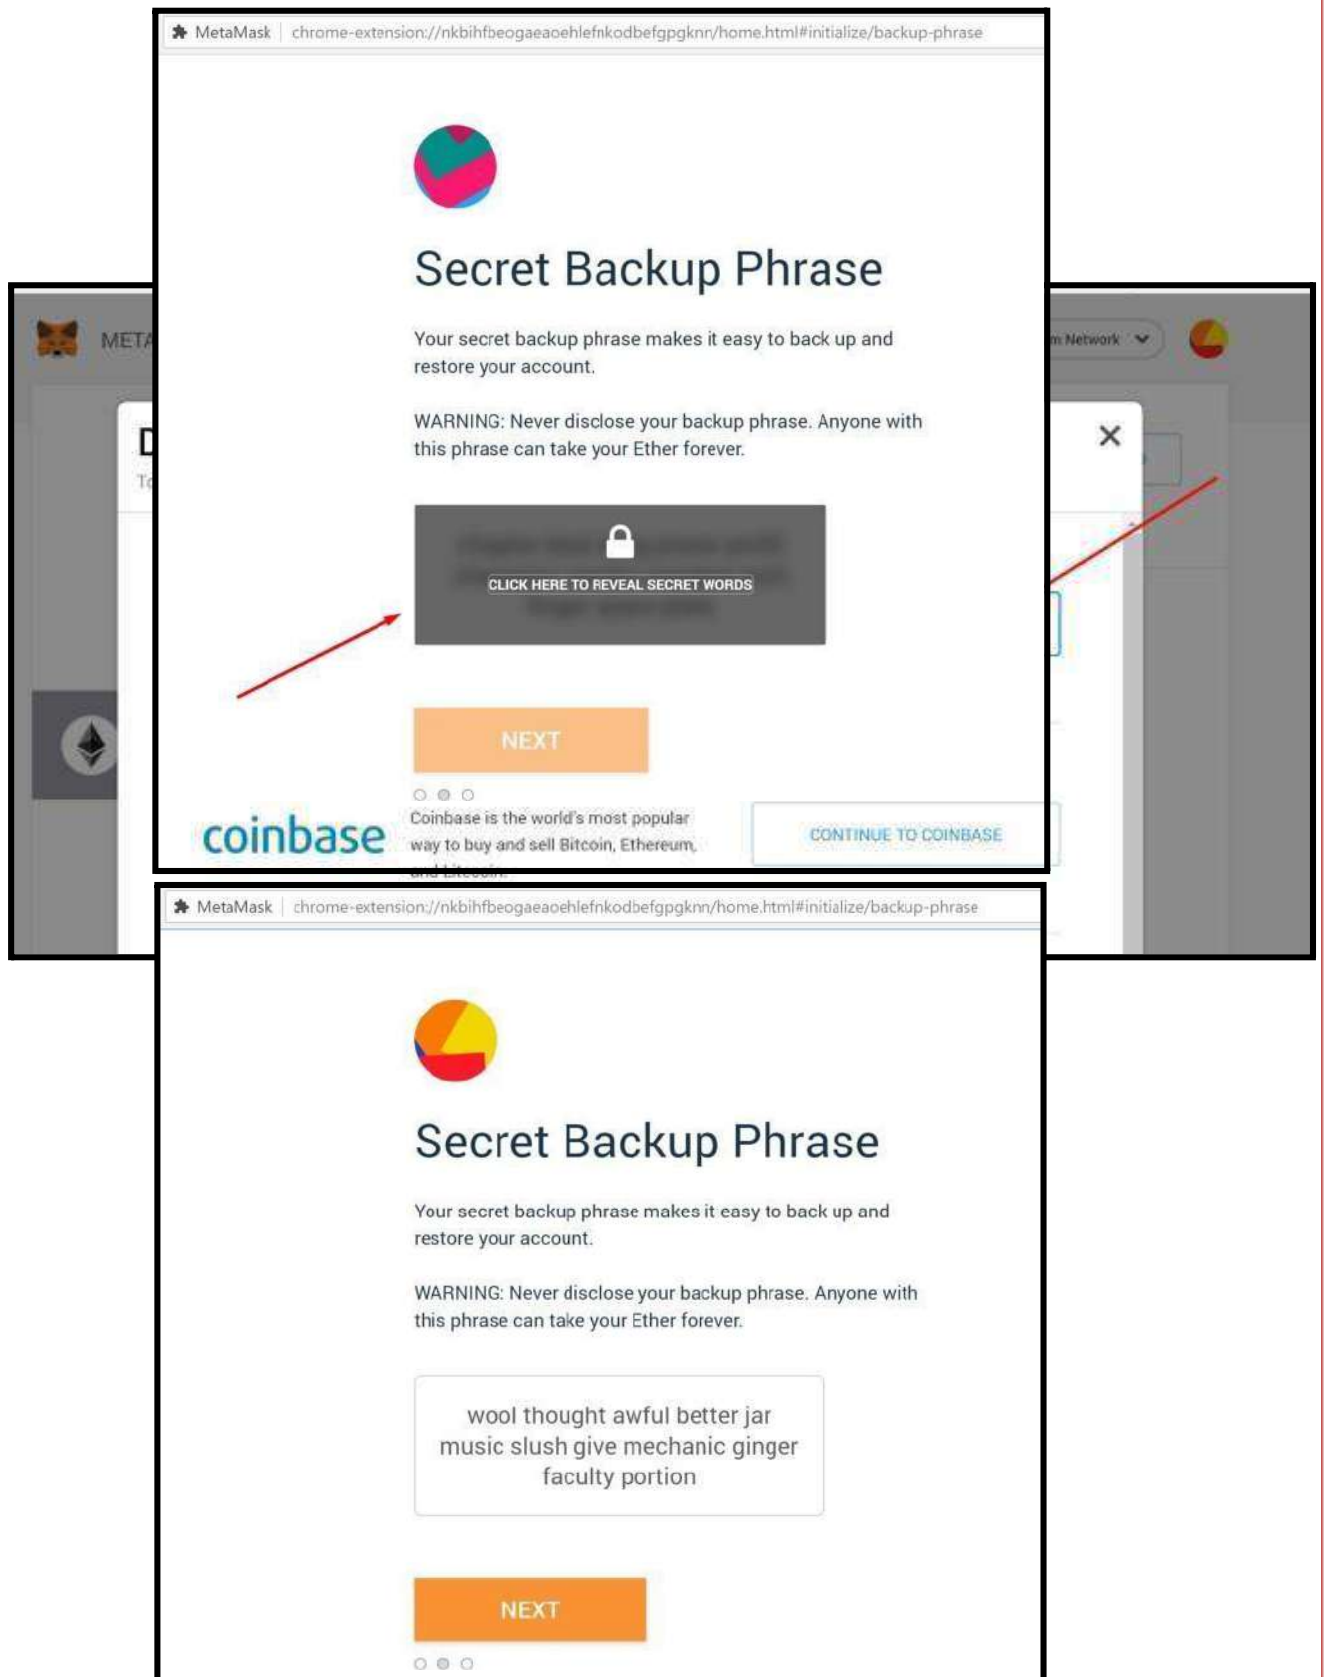 MetaMask chrome-extension://nkbihfbeogaeaoehlefnkodbefgpgknn/home.html#initialize/backup-phrase
Secret Backup Phrase
META
m Network
Your secret backup phrase makes it easy to back up and
restore your account.
WARNING: Never disclose your backup phrase. Anyone with
this phrase can take your Ether forever.
CLICK HERE TO REVEAL SECRET WORDS
NEXT
coinbase
Coinbase is the world's most popular
way to buy and sell Bitcoin, Ethereum,
and Litecoin.
CONTINUE TO COINBASE
MetaMask chrome-extension://nkbihfbeogaeaoehlefnkodbefgpgknn/home.html#initialize/backup-phrase
Secret Backup Phrase
Your secret backup phrase makes it easy to back up and
restore your account.
WARNING: Never disclose your backup phrase. Anyone with
this phrase can take your Ether forever.
wool thought awful better jar
music slush give mechanic ginger
faculty portion
NEXT